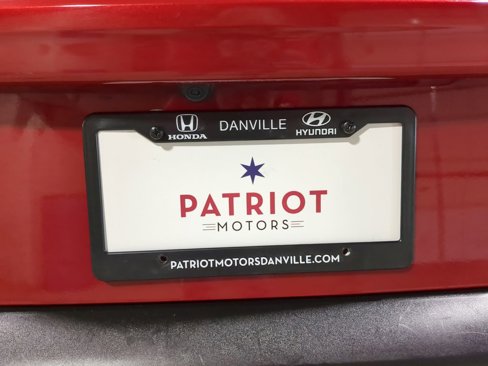 HONDA DANVILLE HYUNDAI
PATRIOT
MOTORS
PATRIOTMOTORSDANVILLE.COM